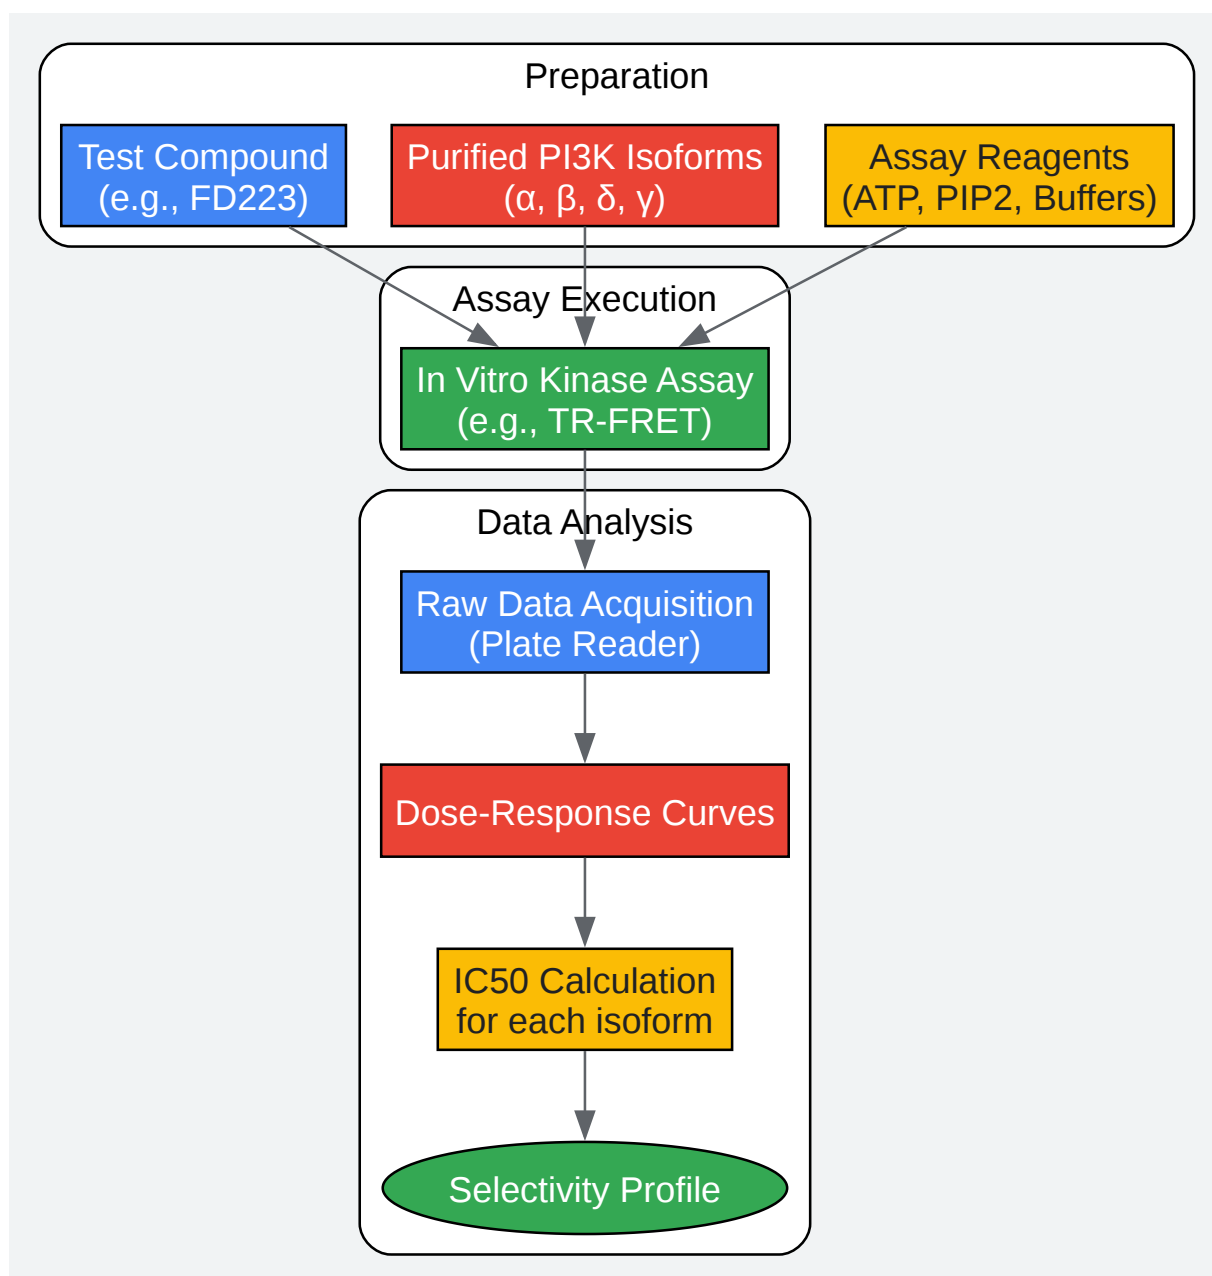 Preparation
Test Compound
(e.g., FD223)
Purified PI3K Isoforms
(α, β, δ, γ)
Assay Reagents
(ATP, PIP2, Buffers)
Assay Execution
In Vitro Kinase Assay
(e.g., TR-FRET)
Data Analysis
Raw Data Acquisition
(Plate Reader)
Dose-Response Curves
IC50 Calculation
for each isoform
Selectivity Profile